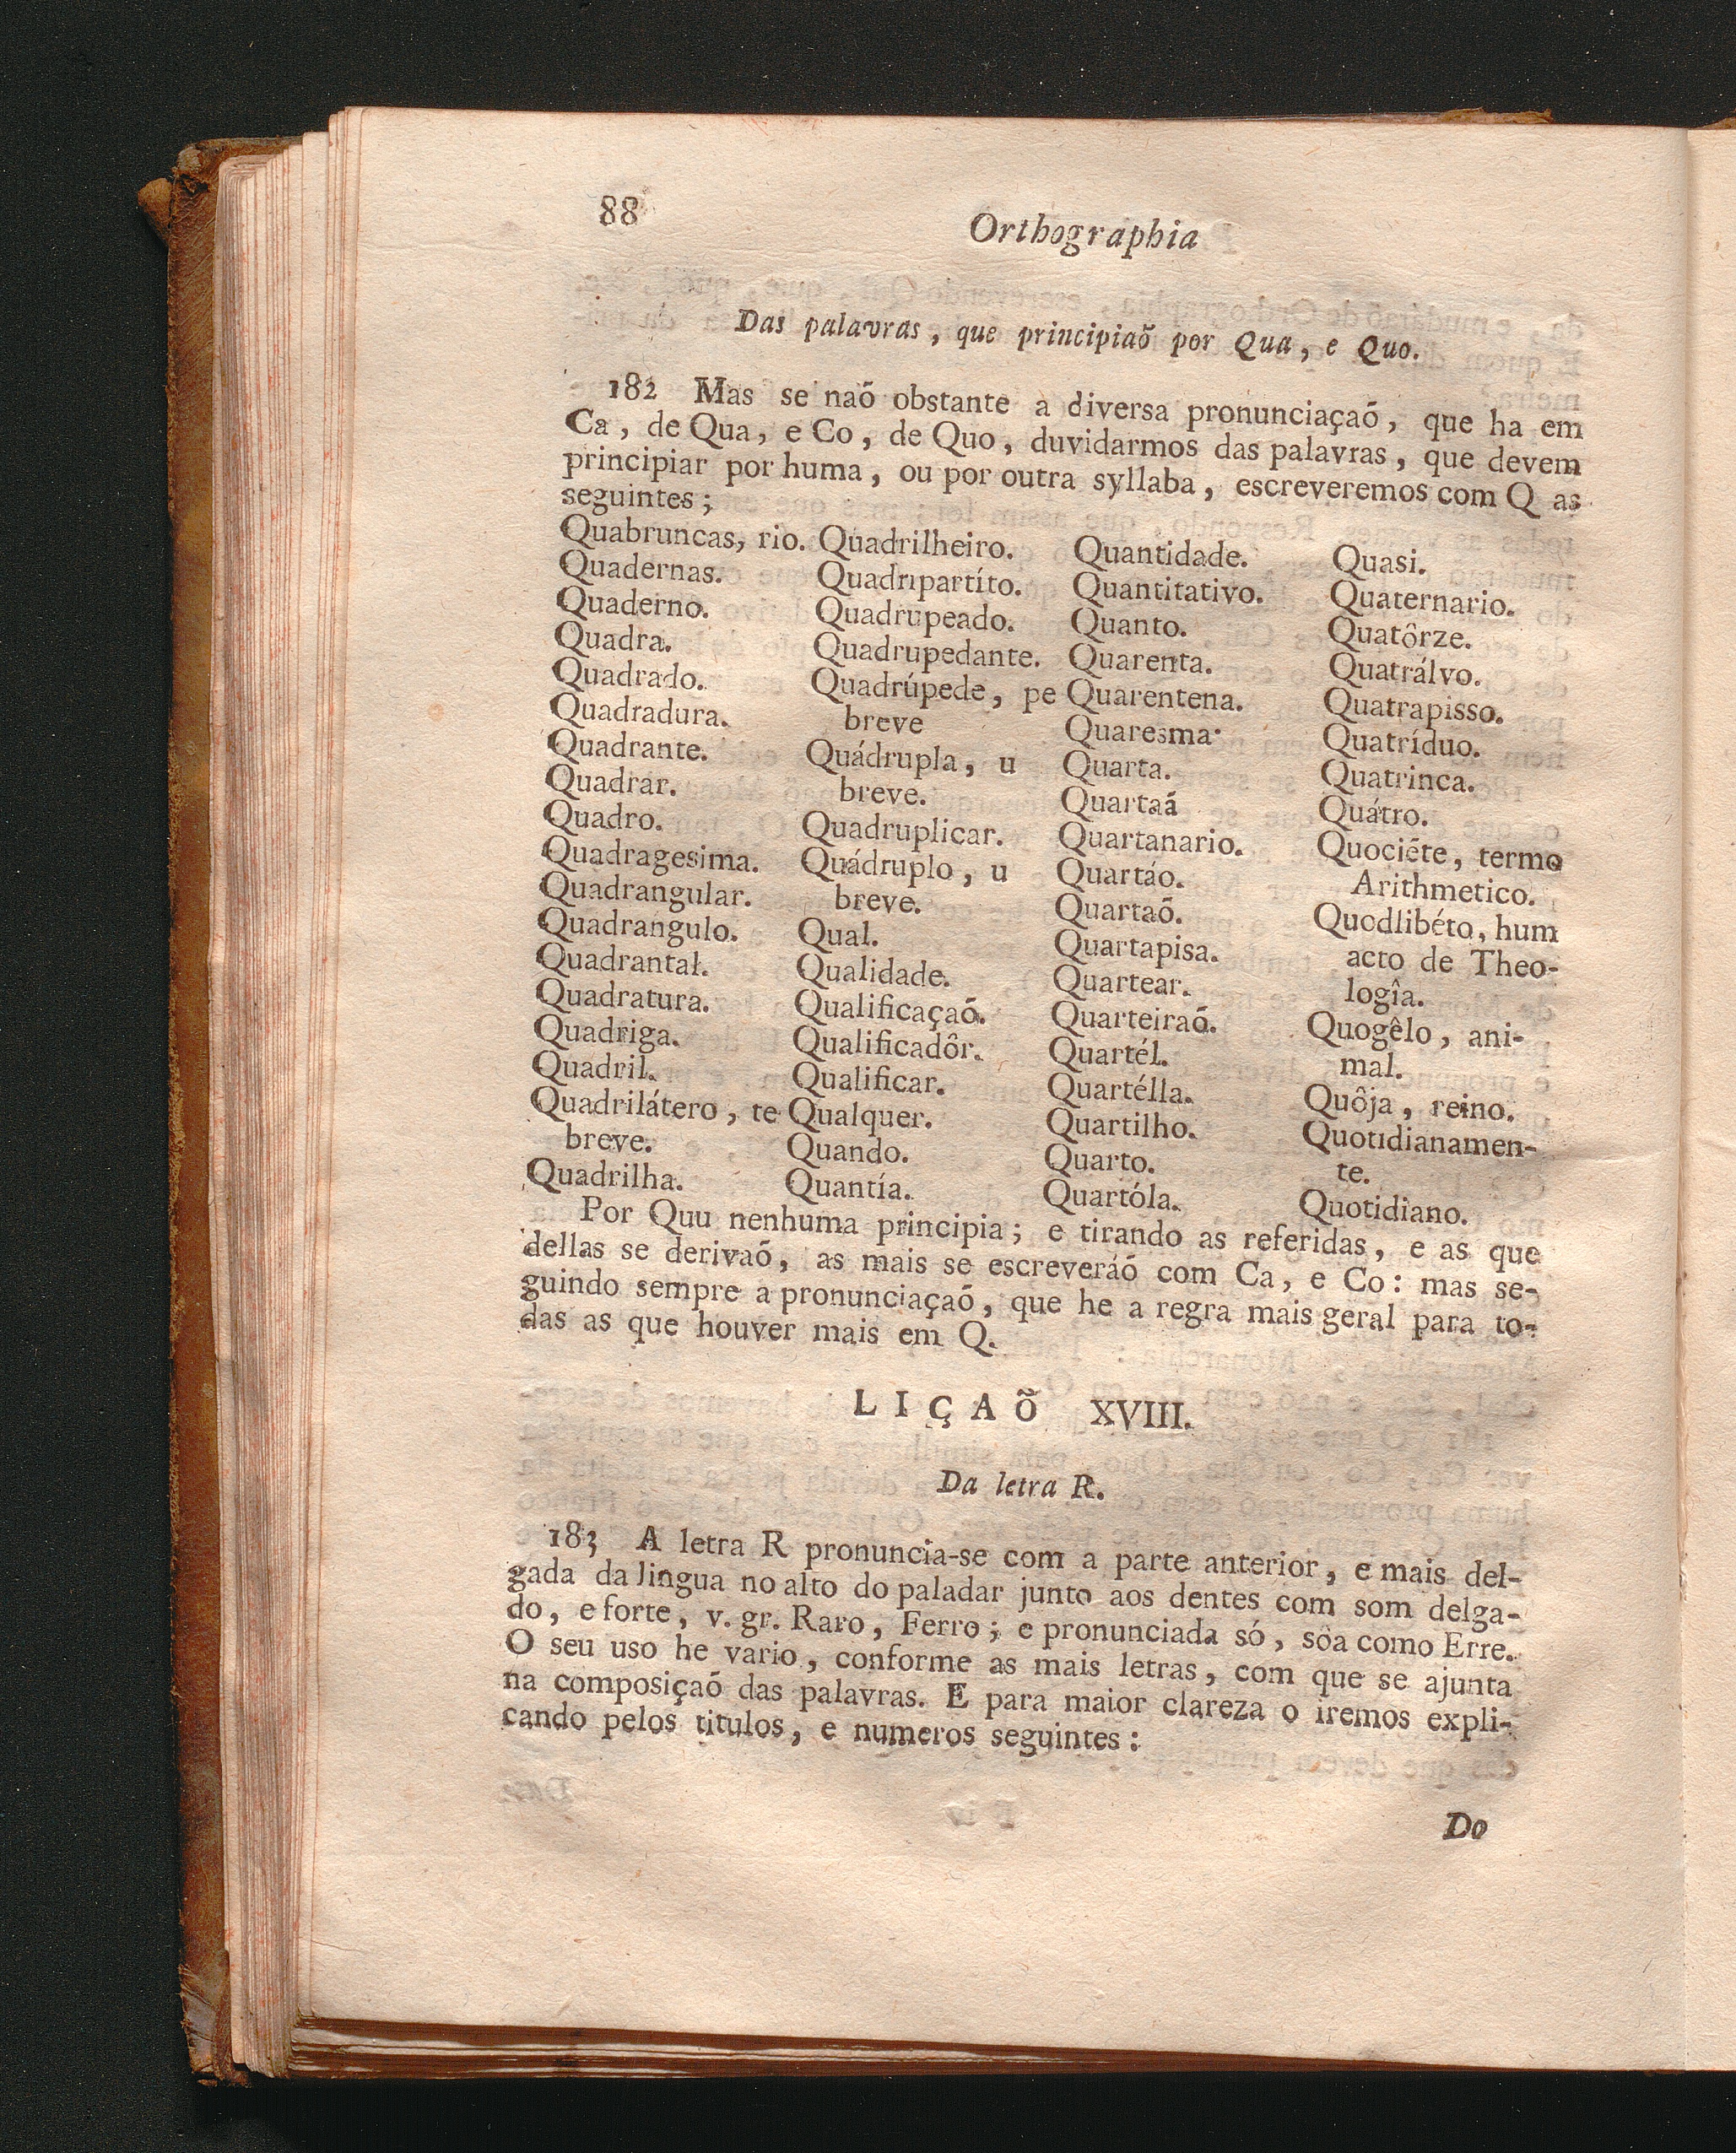 88
Orthographia
Das palavras, que principiaõ por Qua, e Quo.
182 Mas se naõ obstante a diversa pronunciaçaõ, que ha em
Ca, de Qua, e Co, de Quo, duvidarmos das palavras, que devem
principiar por huma, ou por outra syllaba, escreveremos com Q as
seguintes;
Quabruncas, rio.
Quadernas.
Quaderno.
Quadra.
Quadrado.
Quadradura.
Quadrante.
Quadrar.
Quadro.
Quadragesima.
Quadrangular.
Quadrangulo.
Quadrantal.
Quadratura.
Quadriga.
Quadril.
Quadrilátero, te
breve.
Quadrilha.
Quadrilheiro.
Quadripartíto.
Quadrupeado.
Quadrupedante.
Quadrúpede, pe
breve
Quádrupla, u
breve.
Quadruplicar.
Quádruplo, u
breve.
Qual.
Qualidade.
Qualificaçaõ.
Qualificadôr.
Qualificar.
Qualquer.
Quando.
Quantía.
Quantidade.
Quantitativo.
Quanto.
Quarenta.
Quarentena.
Quaresma.
Quarta.
Quartaã
Quartanario.
Quartáo.
Quartaõ.
Quartapisa.
Quartear.
Quarteiraõ.
Quartél.
Quartélla.
Quartilho.
Quarto.
Quartóla.
Quasi.
Quaternario.
Quatôrze.
Quatrálvo.
Quatrapisso.
Quatríduo.
Quatrinca.
Quátro.
Quociẽte, termo
Arithmetico.
Quodlibéto, hum
acto de Theo-
logîa.
Quogêlo, ani-
mal.
Quôja, reino.
Quotidianamen-
te.
Quotidiano.
Por Quu nenhuma principia; e tirando as referidas, e as que
dellas se derivaõ, as mais se escreveráõ com Ca, e Co: mas se-
guindo sempre a pronunciaçaõ, que he a regra mais geral para to-
das as que houver mais em Q.
LIÇAÕ XVIII.
Da letra R.
183 A letra R pronuncia-se com a parte anterior, e mais del-
gada da lingua no alto do paladar junto aos dentes com som delga-
do, e forte, v. gr. Raro, Ferro; e pronunciada só, sôa como Erre.
O seu uso he vario, conforme as mais letras, com que se ajunta
na composiçaõ das palavras. E para maior clareza o iremos expli-
cando pelos titulos, e numeros seguintes:
Do